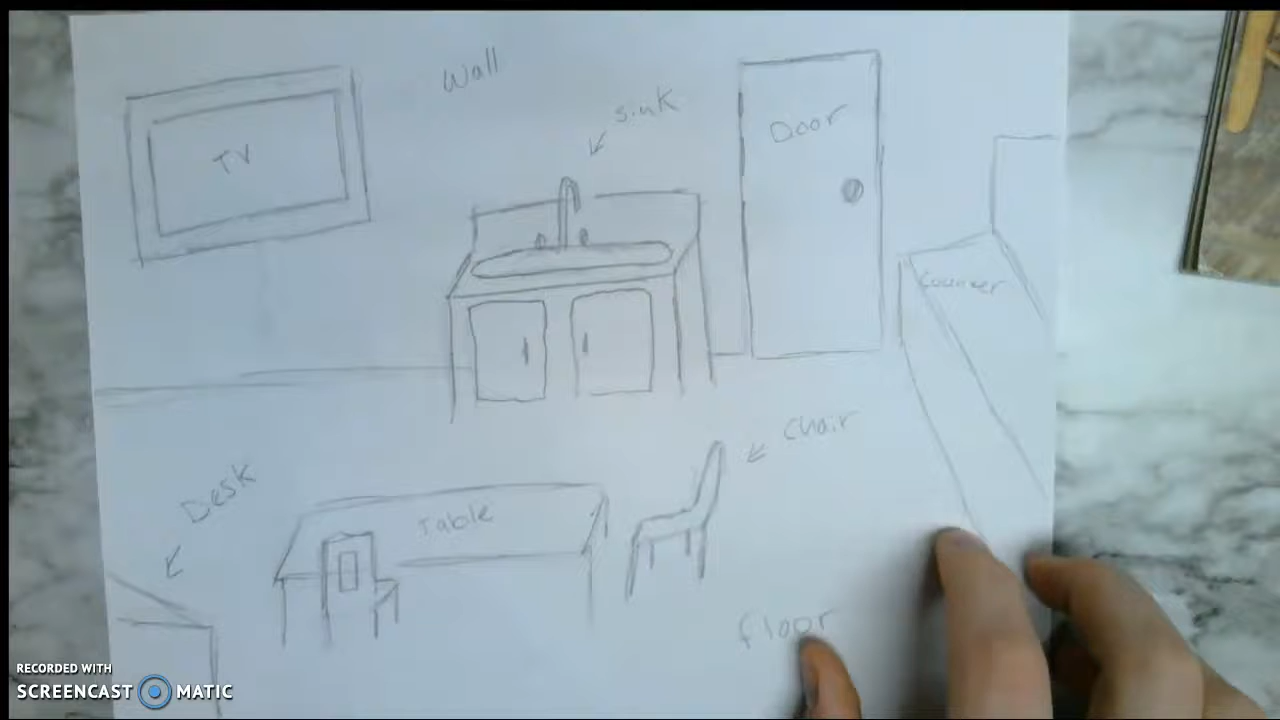 Wall
sink
Door
TV
Counter
chair
Desk
Table
floor
RECORDED WITH
SCREENCAST MATIC